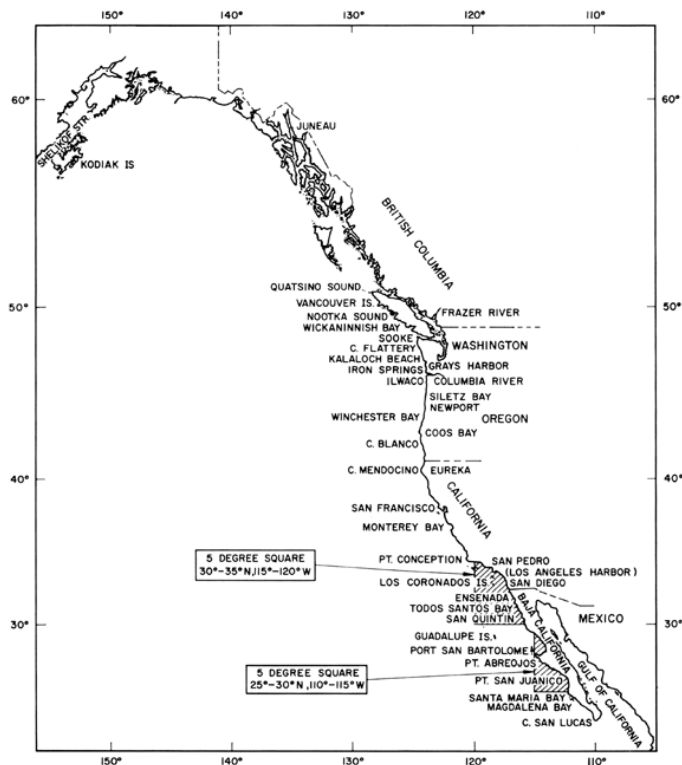 150° 140° 130° 120° 110°
60°
60°
JUNEAU
SHELIKOF STR
KODIAK IS
BRITISH COLUMBIA
QUATSINO SOUND
50°
50°
VANCOUVER IS.
FRAZER RIVER
NOOTKA SOUND
WICKANINNISH BAY
SOOKE
WASHINGTON
C. FLATTERY
KALALOCH BEACH
GRAYS HARBOR
IRON SPRINGS
ILWACO
COLUMBIA RIVER
SILETZ BAY
NEWPORT
WINCHESTER BAY
OREGON
COOS BAY
C. BLANCO
C. MENDOCINO
EUREKA
40°
40°
CALIFORNIA
SAN FRANCISCO
MONTEREY BAY
5 DEGREE SQUARE
30°-35°N,115°-120°W
PT. CONCEPTION
SAN PEDRO
(LOS ANGELES HARBOR)
LOS CORONADOS IS.
SAN DIEGO
ENSENADA
TODOS SANTOS BAY
SAN QUINTIN
BAJA CALIFORNIA
MEXICO
30°
30°
GUADALUPE IS.
PORT SAN BARTOLOME
PT. ABREOJOS
GULF OF CALIFORNIA
5 DEGREE SQUARE
25°-30°N,110°-115°W
PT. SAN JUANICO
SANTA MARIA BAY
MAGDALENA BAY
C. SAN LUCAS
150° 140° 130° 120° 110°